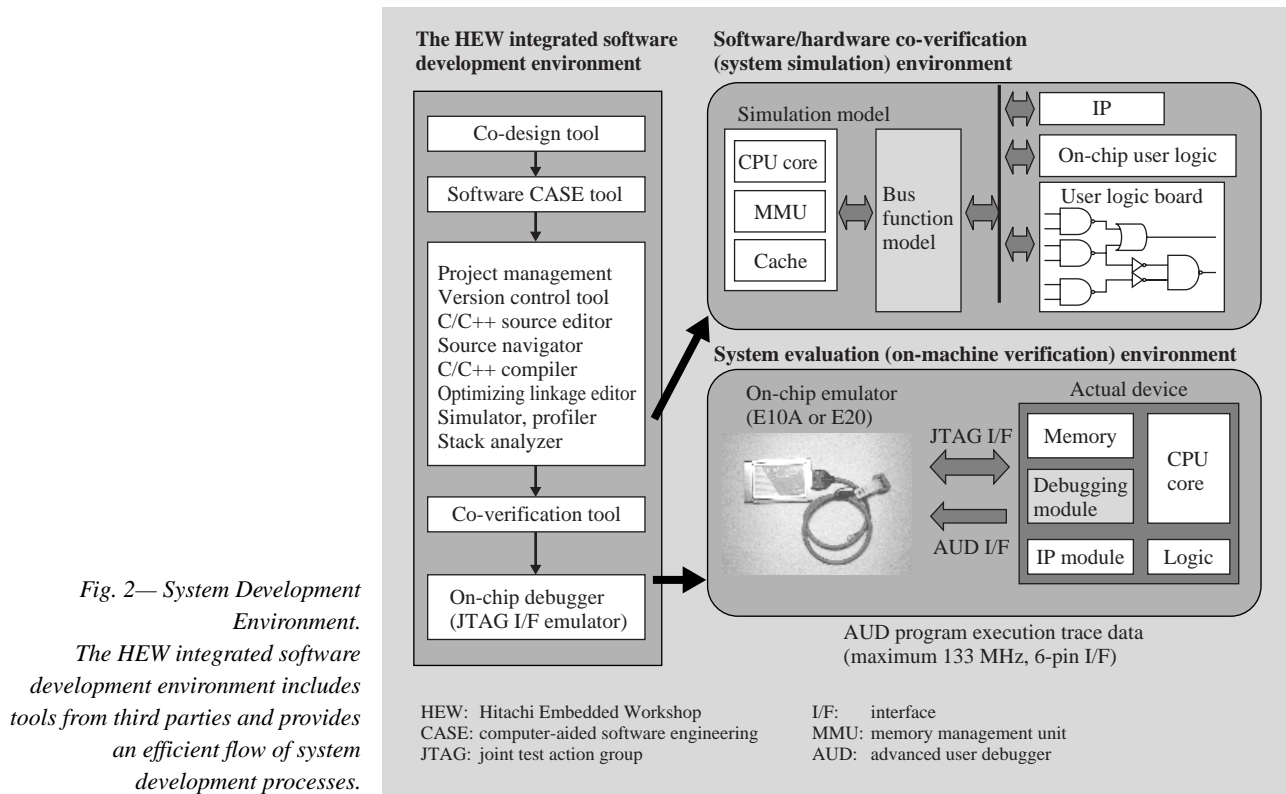 The HEW integrated software
development environment
Co-design tool
Software CASE tool
Project management
Version control tool
C/C++ source editor
Source navigator
C/C++ compiler
Optimizing linkage editor
Simulator, profiler
Stack analyzer
Co-verification tool
On-chip debugger
(JTAG I/F emulator)
Software/hardware co-verification
(system simulation) environment
Simulation model
CPU core
MMU
Cache
Bus
function
model
IP
On-chip user logic
User logic board
System evaluation (on-machine verification) environment
On-chip emulator
(E10A or E20)
JTAG I/F
AUD I/F
Actual device
Memory
Debugging
module
IP module
CPU
core
Logic
AUD program execution trace data
(maximum 133 MHz, 6-pin I/F)
HEW: Hitachi Embedded Workshop
CASE: computer-aided software engineering
JTAG: joint test action group
I/F: interface
MMU: memory management unit
AUD: advanced user debugger
Fig. 2— System Development
Environment.
The HEW integrated software
development environment includes
tools from third parties and provides
an efficient flow of system
development processes.